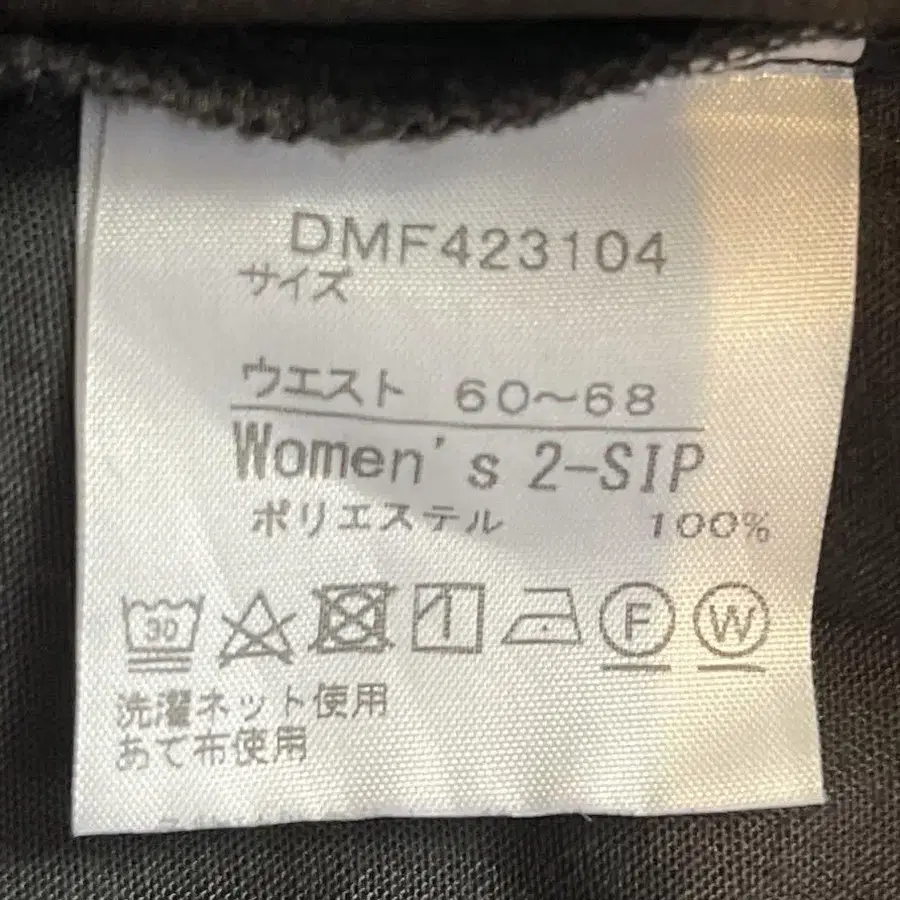 DMF423104
サイズ
ウエスト 60～68
Women's 2-SIP
ポリエステル 100%
30
F W
洗濯ネット使用
あて布使用